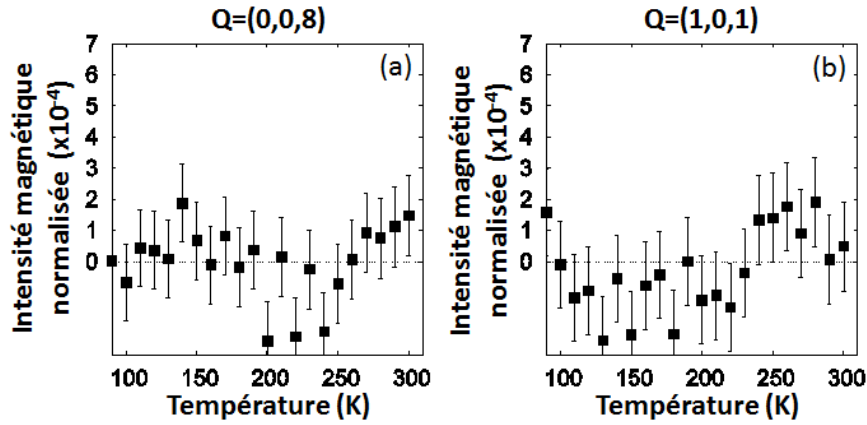 Q=(0,0,8)
Q=(1,0,1)
(a)
(b)
Intensité magnétique
normalisée (x10⁻⁴)
7
6
5
4
3
2
1
0
100 150 200 250 300
Température (K)
Intensité magnétique
normalisée (x10⁻⁴)
7
6
5
4
3
2
1
0
100 150 200 250 300
Température (K)